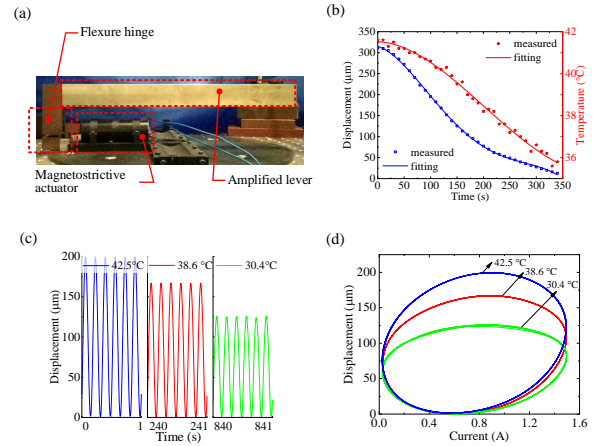 (a)
Flexure hinge
Magnetostrictive
actuator
Amplified lever
(b)
Displacement (μm)
350
300
250
200
150
100
50
0
measured
fitting
measured
fitting
42
40
38
36
Temperature (°C)
0 50 100 150 200 250 300 350
Time (s)
(c)
Displacement (μm)
200
150
100
50
0
42.5°C
38.6 °C
30.4°C
0 1 240 241 840 841
Time (s)
(d)
Displacement (μm)
200
150
100
50
0
42.5 °C
38.6 °C
30.4 °C
0.0 0.4 0.8 1.2 1.6
Current (A)